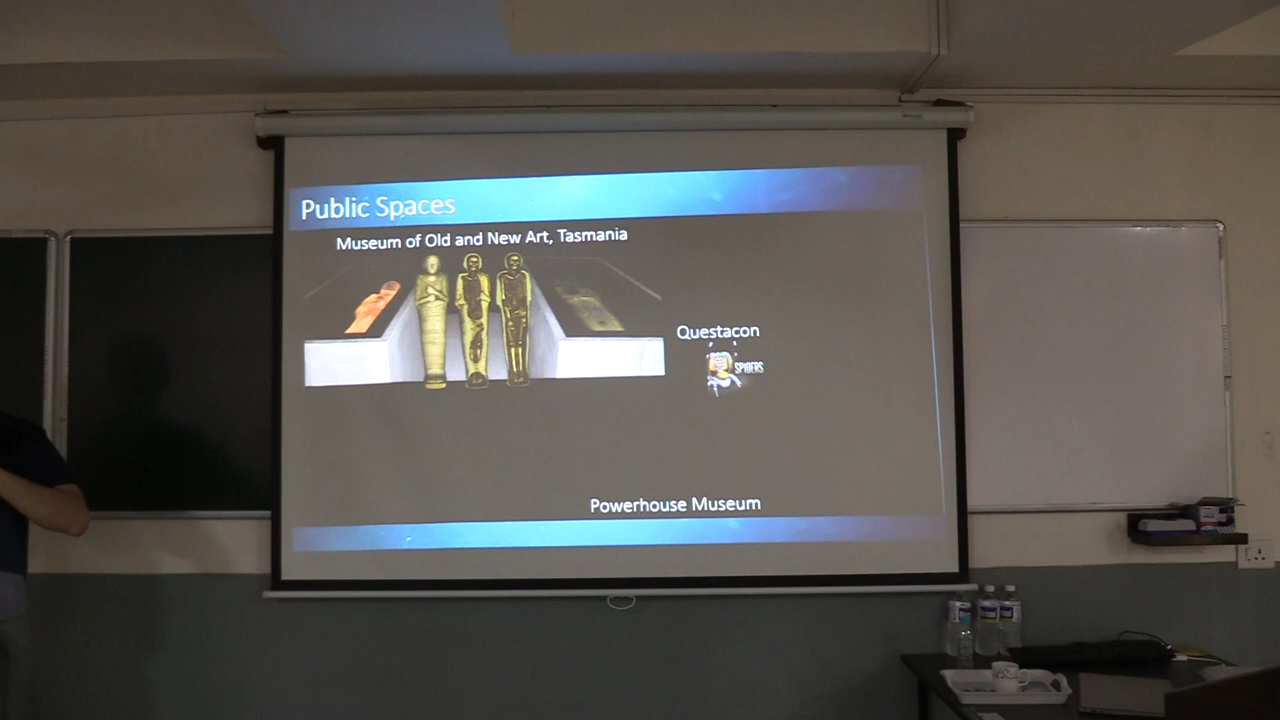 Public Spaces
Museum of Old and New Art, Tasmania
Questacon
SPIDERS
Powerhouse Museum